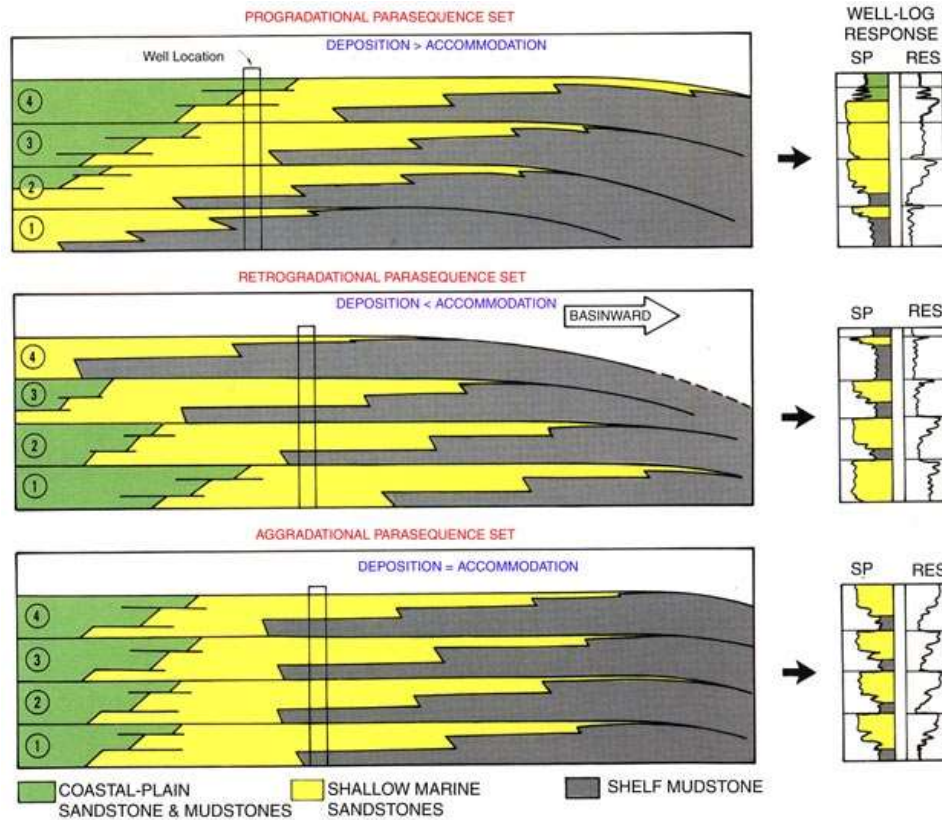 PROGRADATIONAL PARASEQUENCE SET
DEPOSITION > ACCOMMODATION
Well Location
4
3
2
1
WELL-LOG
RESPONSE
SP RES
RETROGRADATIONAL PARASEQUENCE SET
DEPOSITION < ACCOMMODATION
BASINWARD
4
3
2
1
SP RES
AGGRADATIONAL PARASEQUENCE SET
DEPOSITION = ACCOMMODATION
4
3
2
1
SP RES
COASTAL-PLAIN
SANDSTONE & MUDSTONES
SHALLOW MARINE
SANDSTONES
SHELF MUDSTONE